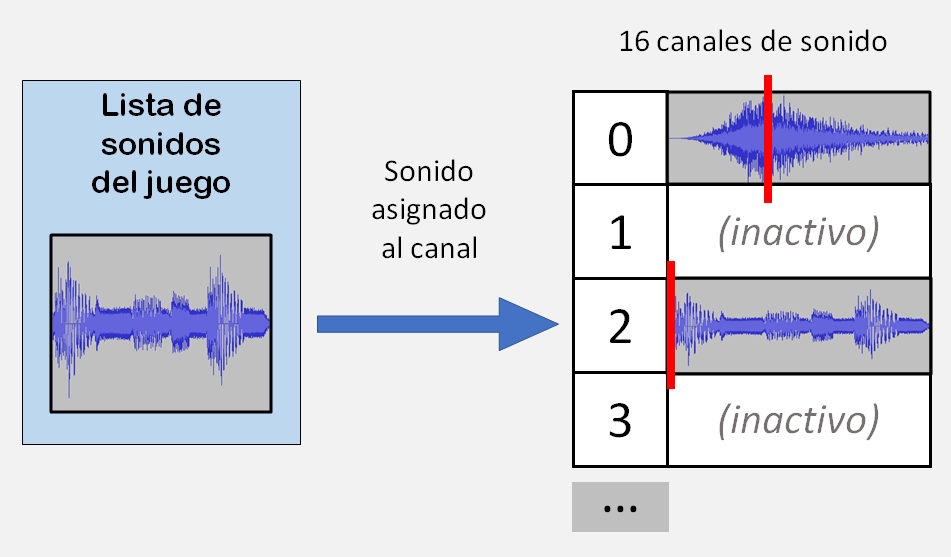 Lista de
sonidos
del juego
Sonido
asignado
al canal
16 canales de sonido
0
1 (inactivo)
2
3 (inactivo)
...